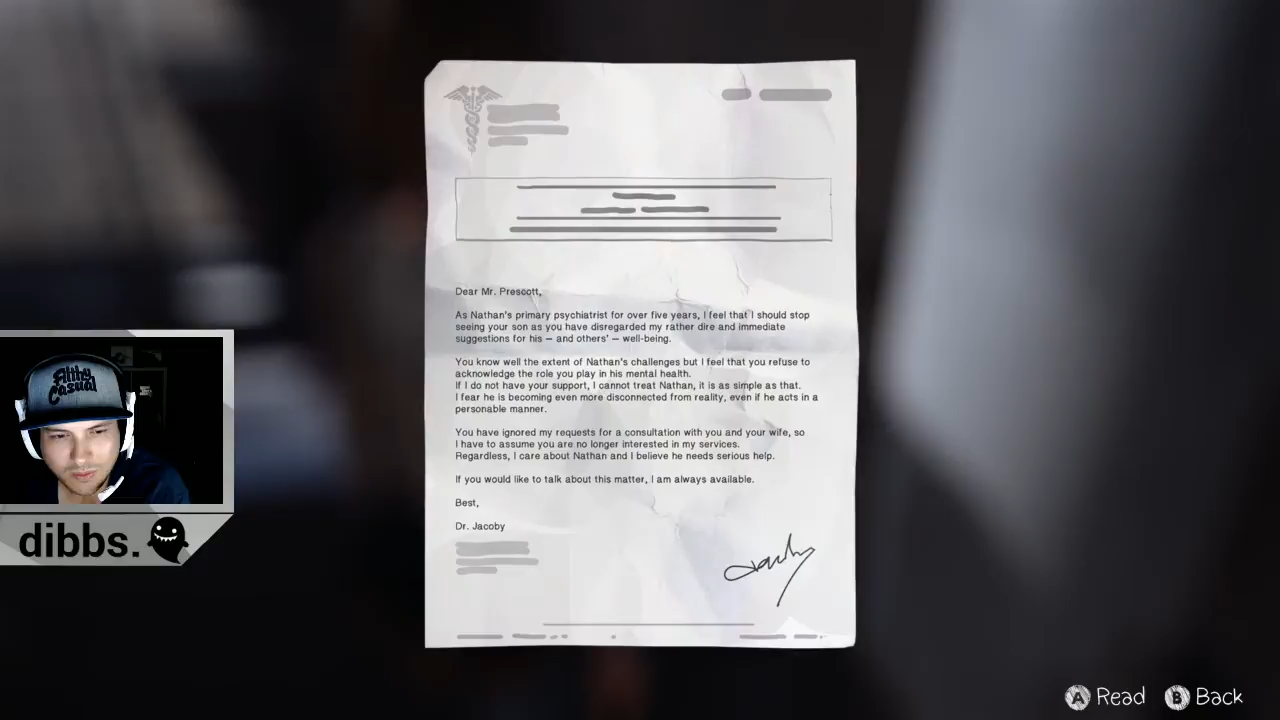 Dear Mr. Prescott,
As Nathan's primary psychiatrist for over five years, I feel that I should stop
seeing your son as you have disregarded my rather dire and immediate
suggestions for his – and others' – well-being.
You know well the extent of Nathan's challenges but I feel that you refuse to
acknowledge the role you play in his mental health.
If I do not have your support, I cannot treat Nathan, it is as simple as that.
I fear he is becoming even more disconnected from reality, even if he acts in a
personable manner.
You have ignored my requests for a consultation with you and your wife, so
I have to assume you are no longer interested in my services.
Regardless, I care about Nathan and I believe he needs serious help.
If you would like to talk about this matter, I am always available.
Best,
Dr. Jacoby
Filthy
Casual
dibbs.
A Read B Back